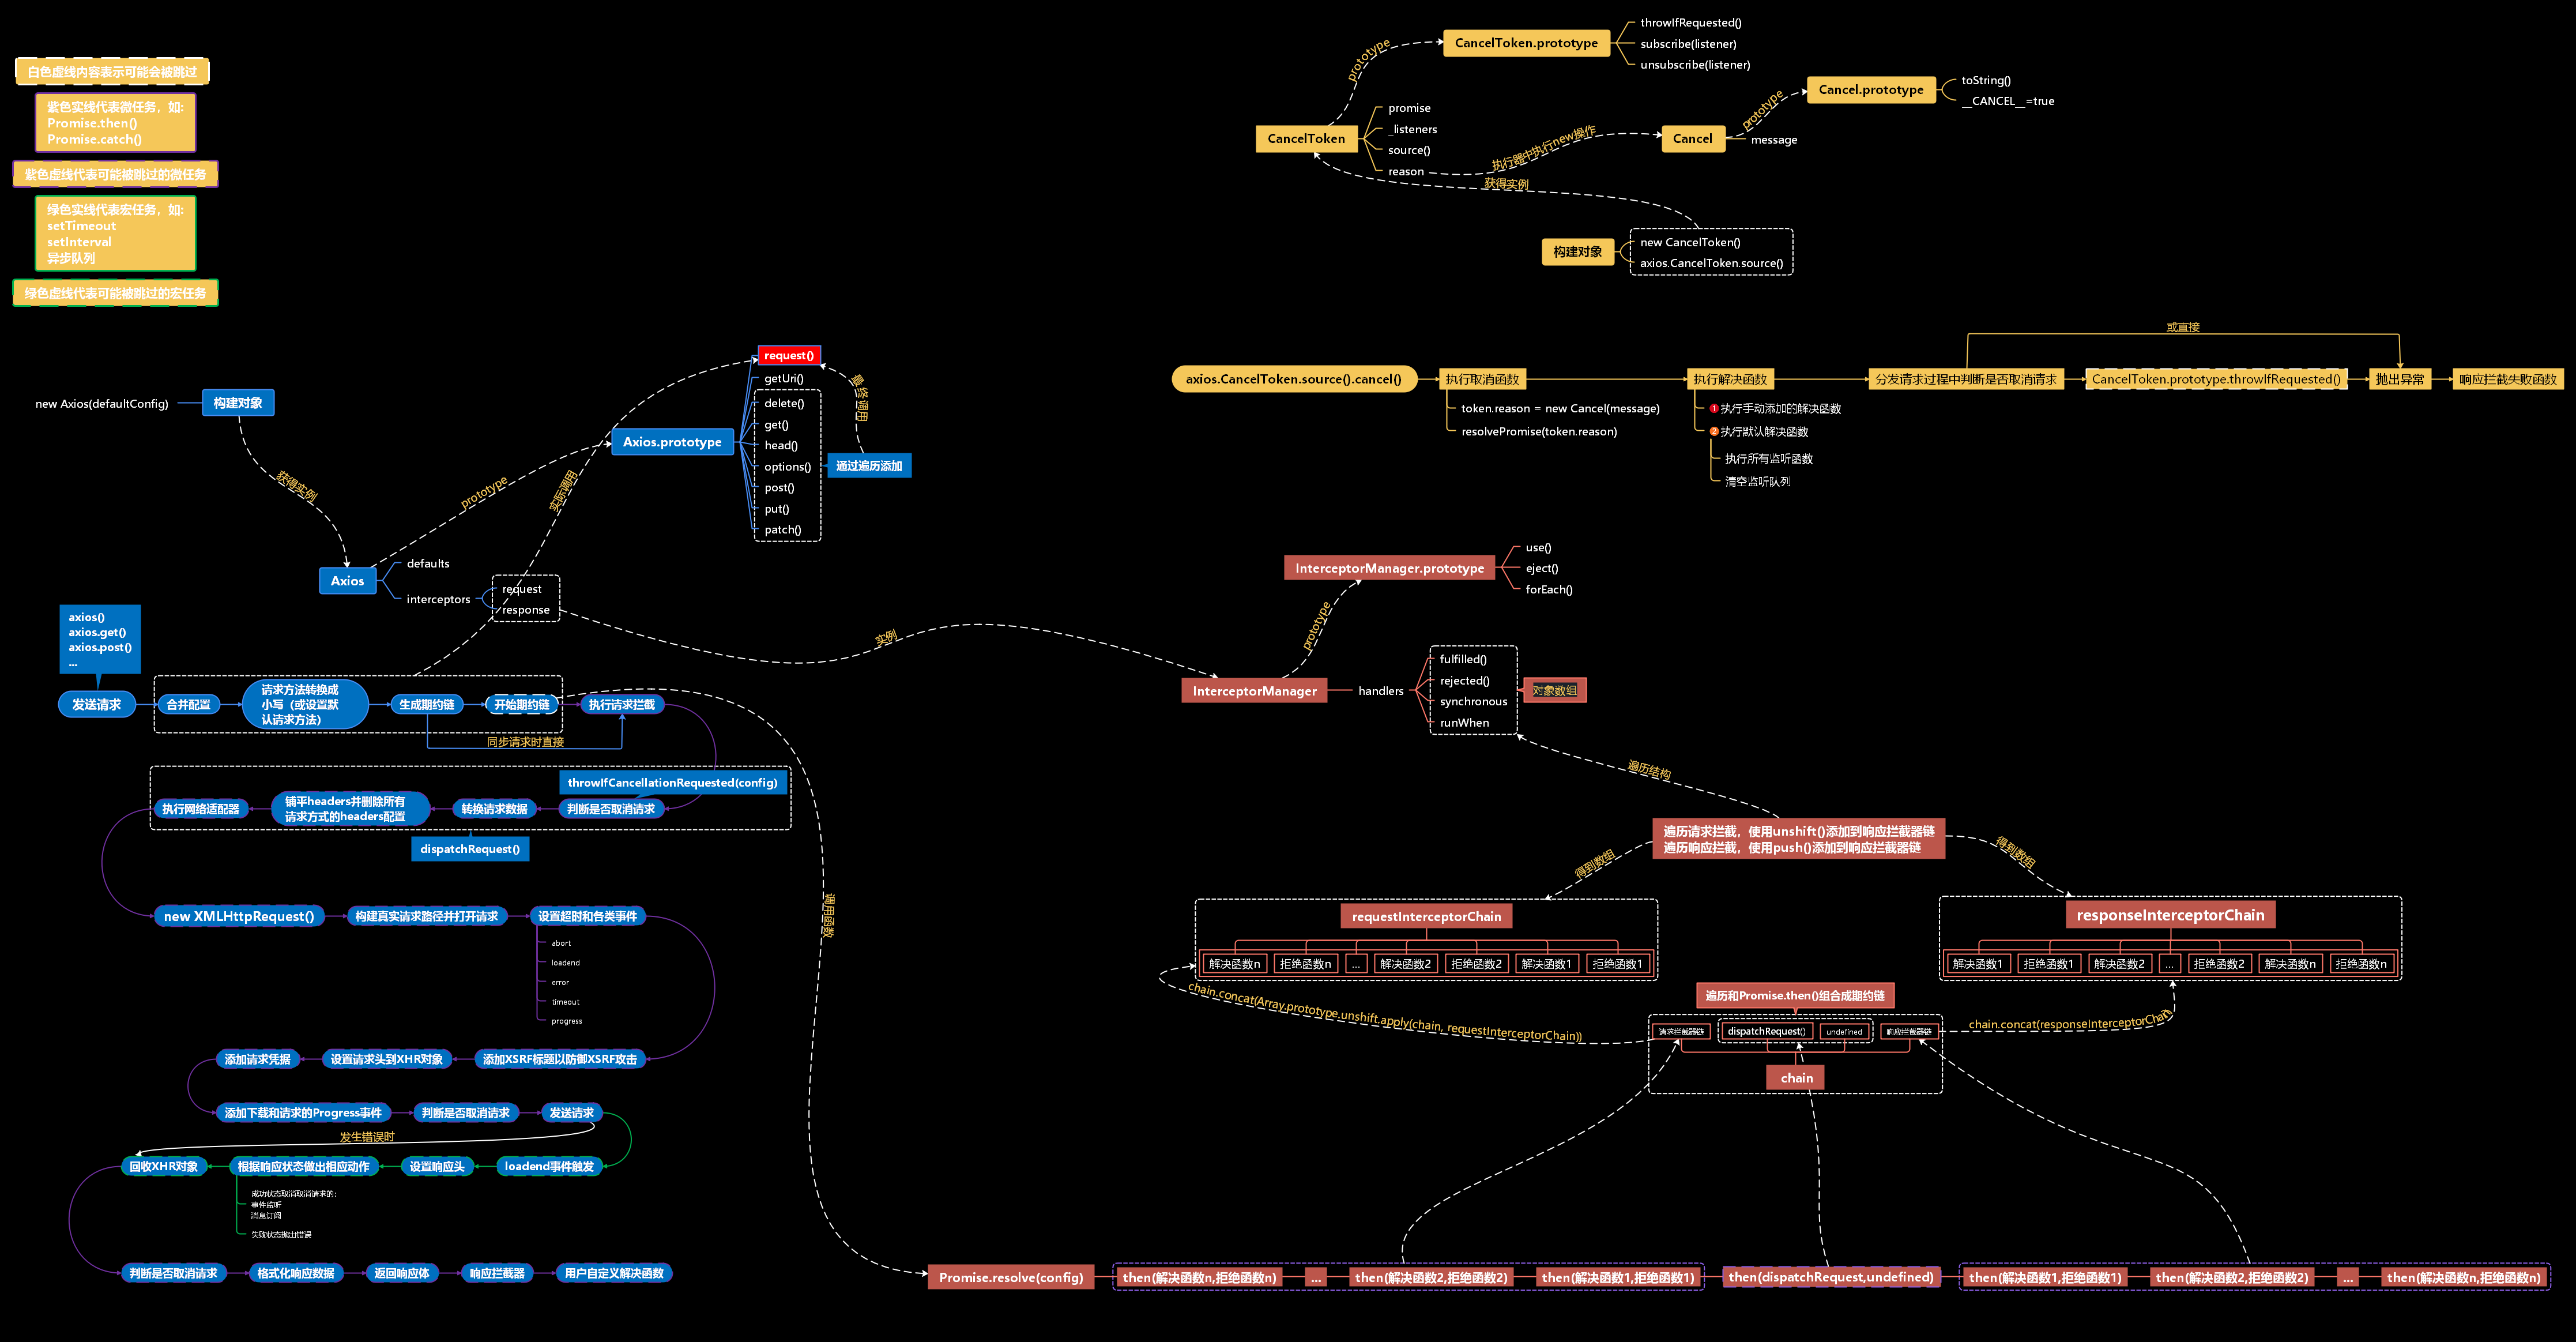 白色虚线内容表示可能会被跳过
紫色实线代表微任务，如:
Promise.then()
Promise.catch()
紫色虚线代表可能被跳过的微任务
绿色实线代表宏任务，如:
setTimeout
setInterval
异步队列
绿色虚线代表可能被跳过的宏任务
CancelToken.prototype
throwIfRequested()
subscribe(listener)
unsubscribe(listener)
prototype
CancelToken
promise
_listeners
source()
reason
执行器中执行new操作
获得实例
Cancel
message
prototype
Cancel.prototype
toString()
__CANCEL__=true
构建对象
new CancelToken()
axios.CancelToken.source()
或直接
axios.CancelToken.source().cancel()
执行取消函数
执行解决函数
分发请求过程中判断是否取消请求
CancelToken.prototype.throwIfRequested()
抛出异常
响应拦截失败函数
token.reason = new Cancel(message)
resolvePromise(token.reason)
1执行手动添加的解决函数
2执行默认解决函数
执行所有监听函数
清空监听队列
new Axios(defaultConfig)
构建对象
获得实例
prototype
实际调用
Axios.prototype
request()
getUri()
delete()
get()
head()
options()
post()
put()
patch()
最终调用
通过遍历添加
Axios
defaults
interceptors
request
response
实例
axios()
axios.get()
axios.post()
...
发送请求
合并配置
请求方法转换成
小写（或设置默
认请求方法）
生成期约链
开始期约链
执行请求拦截
同步请求时直接
throwIfCancellationRequested(config)
执行网络适配器
铺平headers并删除所有
请求方式的headers配置
转换请求数据
判断是否取消请求
dispatchRequest()
new XMLHttpRequest()
构建真实请求路径并打开请求
设置超时和各类事件
abort
loadend
error
timeout
progress
添加请求凭据
设置请求头到XHR对象
添加XSRF标题以防御XSRF攻击
添加下载和请求的Progress事件
判断是否取消请求
发送请求
发生错误时
回收XHR对象
根据响应状态做出相应动作
设置响应头
loadend事件触发
成功状态取消取消请求的:
事件监听
消息订阅
失败状态抛出错误
判断是否取消请求
格式化响应数据
返回响应体
响应拦截器
用户自定义解决函数
调用函数
InterceptorManager.prototype
use()
eject()
forEach()
prototype
InterceptorManager
handlers
fulfilled()
rejected()
synchronous
runWhen
对象数组
遍历结构
遍历请求拦截，使用unshift()添加到响应拦截器链
遍历响应拦截，使用push()添加到响应拦截器链
得到数组
得到数组
requestInterceptorChain
解决函数n
拒绝函数n
...
解决函数2
拒绝函数2
解决函数1
拒绝函数1
responseInterceptorChain
解决函数1
拒绝函数1
解决函数2
...
拒绝函数2
解决函数n
拒绝函数n
chain.concat(Array.prototype.unshift.apply(chain, requestInterceptorChain))
遍历和Promise.then()组合成期约链
请求拦截器链
dispatchRequest()
undefined
响应拦截器链
chain.concat(responseInterceptorChain)
chain
Promise.resolve(config)
then(解决函数n,拒绝函数n)
...
then(解决函数2,拒绝函数2)
then(解决函数1,拒绝函数1)
then(dispatchRequest,undefined)
then(解决函数1,拒绝函数1)
then(解决函数2,拒绝函数2)
...
then(解决函数n,拒绝函数n)